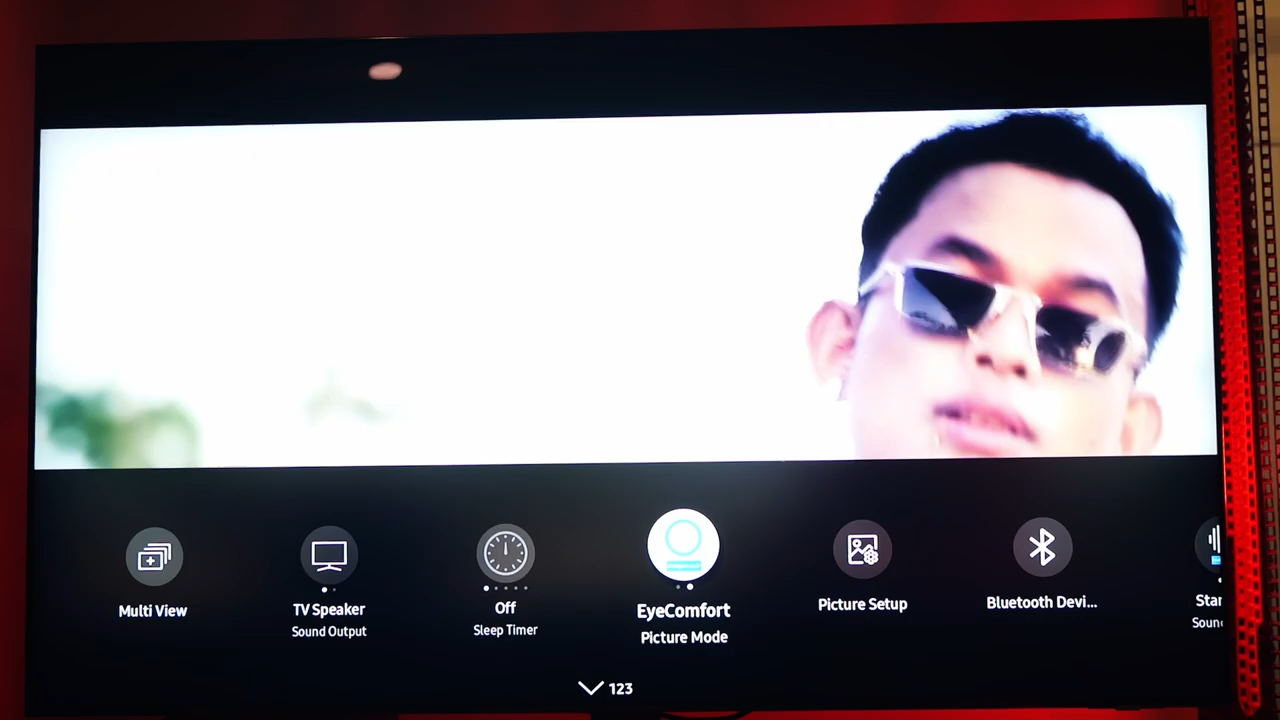 Multi View
TV Speaker
Sound Output
Off
Sleep Timer
EyeComfort
Picture Mode
Picture Setup
Bluetooth Devi...
123